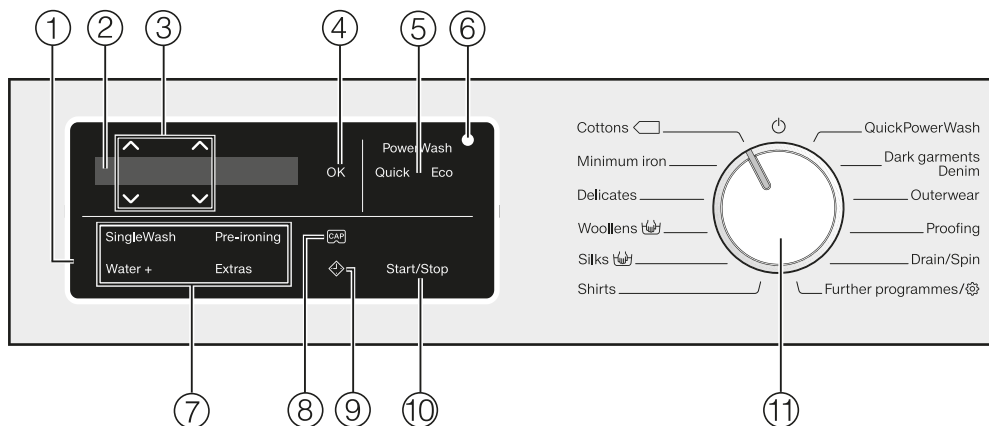 ① ② ③ ④ ⑤ ⑥
PowerWash
OK Quick Eco
SingleWash Pre-ironing CAP
Water + Extras Start/Stop
Cottons
Minimum iron
Delicates
Woollens
Silks
Shirts
QuickPowerWash
Dark garments
Denim
Outerwear
Proofing
Drain/Spin
Further programmes/
⑦ ⑧ ⑨ ⑩ ⑪